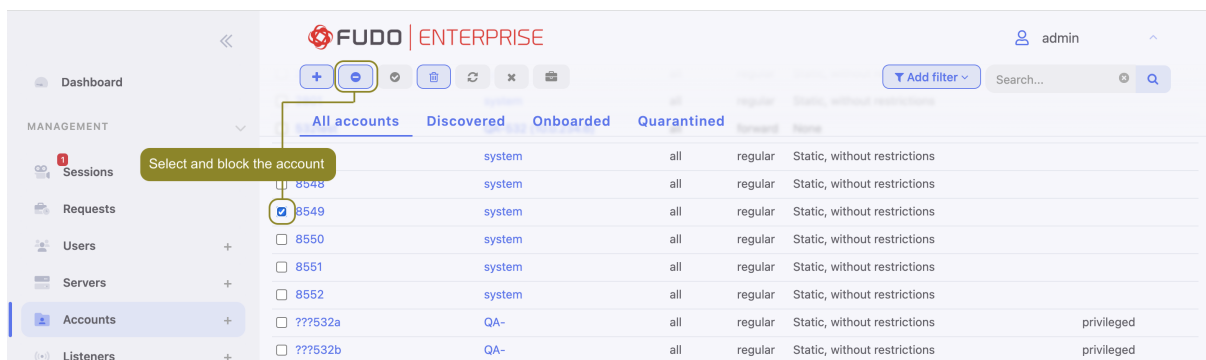 FUDO ENTERPRISE
admin
Dashboard
Add filter
Search...
MANAGEMENT
All accounts Discovered Onboarded Quarantined
system all regular Static, without restrictions
1
Sessions
Select and block the account
8548 system all regular Static, without restrictions
Requests
8549 system all regular Static, without restrictions
Users +
8550 system all regular Static, without restrictions
8551 system all regular Static, without restrictions
Servers +
8552 system all regular Static, without restrictions
Accounts +
???532a QA- all regular Static, without restrictions privileged
Listeners +
???532b QA- all regular Static, without restrictions privileged